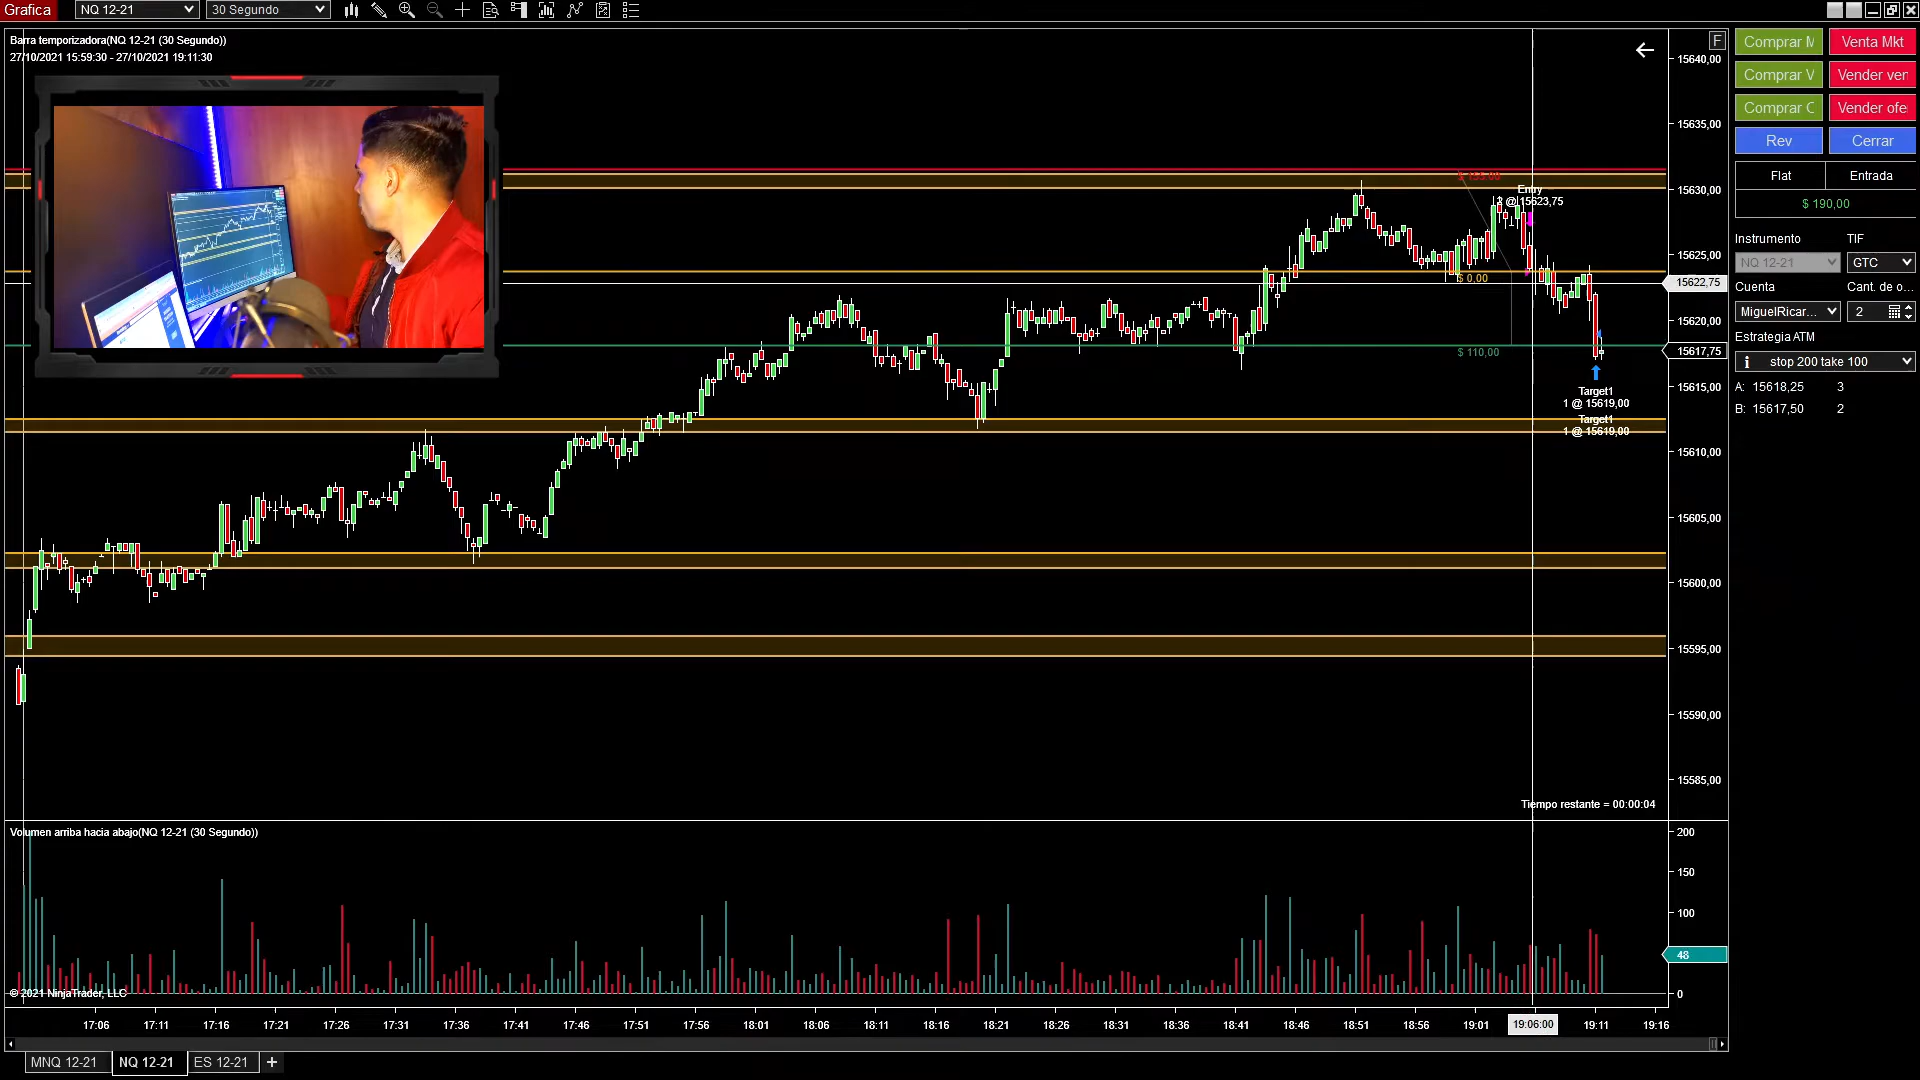 Grafica
NQ 12-21
30 Segundo
Barra temporizadora(NQ 12-21 (30 Segundo))
27/10/2021 15:59:30 - 27/10/2021 19:11:30
F
15640,00
15635,00
15630,00
15625,00
15622,75
15620,00
15617,75
15615,00
15610,00
15605,00
15600,00
15595,00
15590,00
15585,00
$ 155,00
Entry
2 @ 15623,75
$ 0,00
$ 110,00
Target1
1 @ 15619,00
Target1
1 @ 15619,00
Tiempo restante = 00:00:04
Volumen arriba hacia abajo(NQ 12-21 (30 Segundo))
200
150
100
48
0
© 2021 NinjaTrader, LLC
17:06 17:11 17:16 17:21 17:26 17:31 17:36 17:41 17:46 17:51 17:56 18:01 18:06 18:11 18:16 18:21 18:26 18:31 18:36 18:41 18:46 18:51 18:56 19:01 19:06:00 19:11 19:16
MNQ 12-21
NQ 12-21
ES 12-21
+
Comprar M
Venta Mkt
Comprar V
Vender ven
Comprar C
Vender ofe
Rev
Cerrar
Flat
Entrada
$ 190,00
Instrumento
TIF
NQ 12-21
GTC
Cuenta
Cant. de o...
MiguelRicar...
2
Estrategia ATM
stop 200 take 100
A: 15618,25 3
B: 15617,50 2